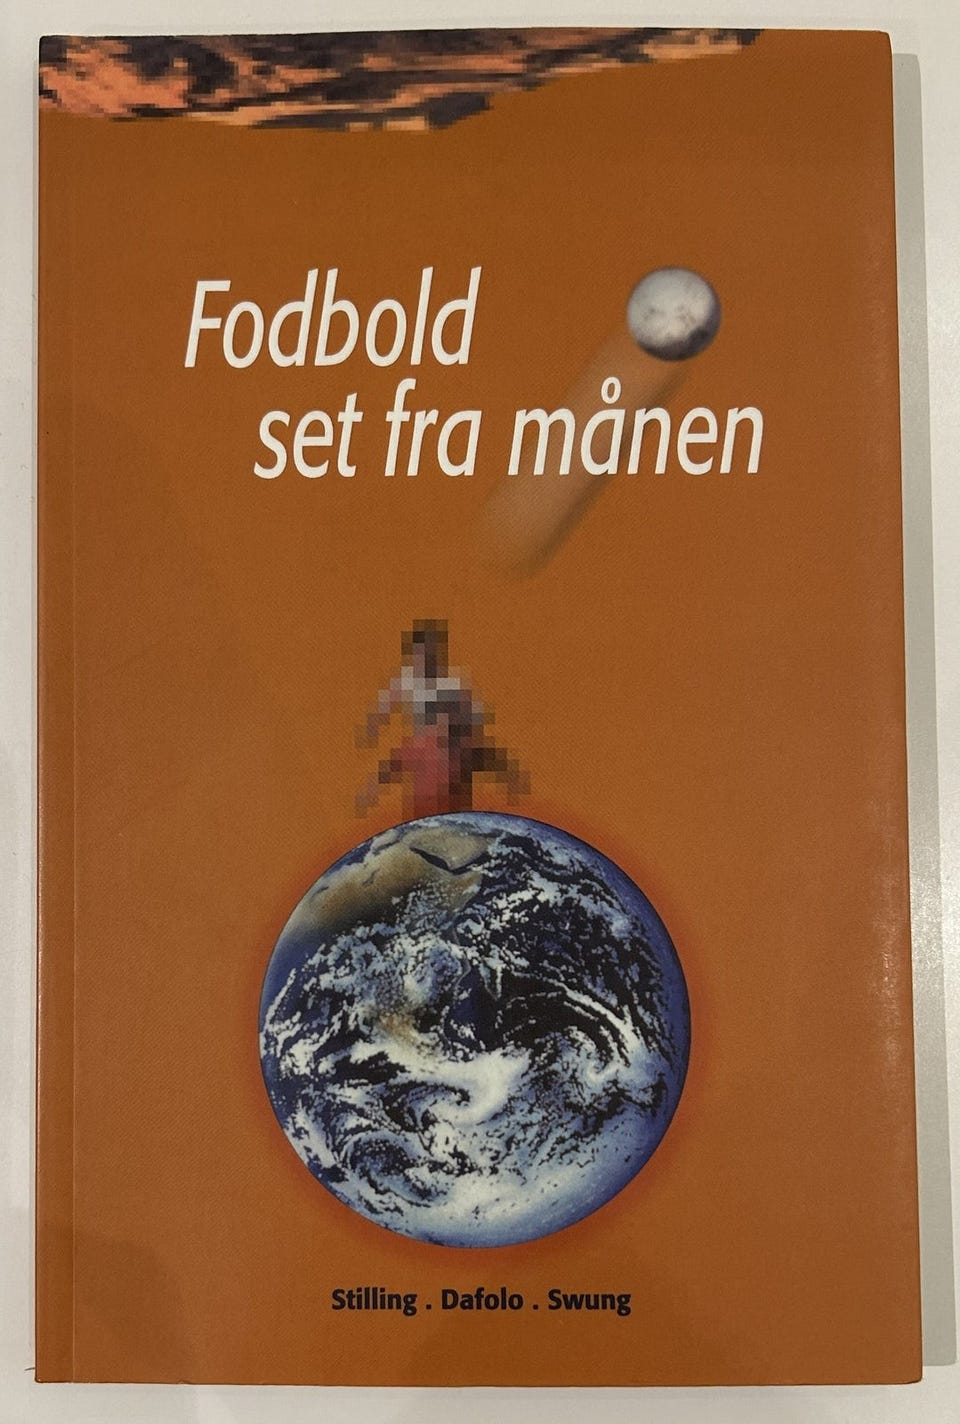 Fodbold
set fra månen
Stilling . Dafolo . Swung